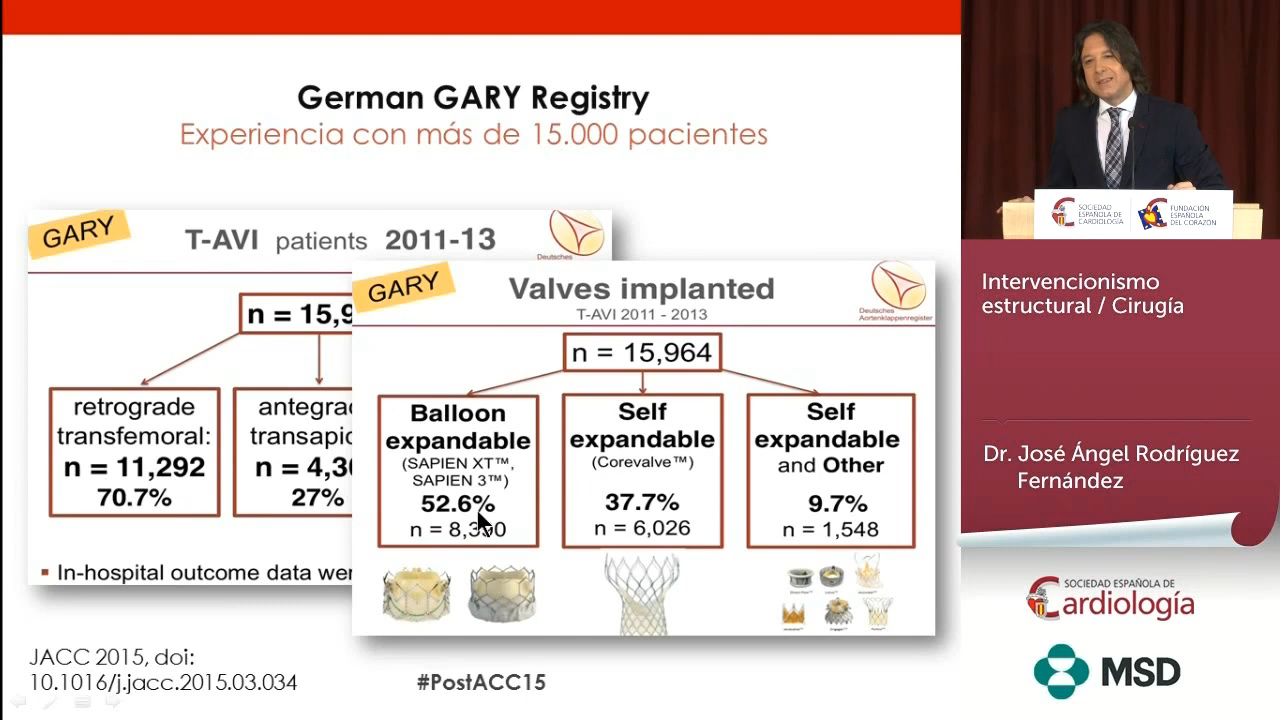 German GARY Registry
Experiencia con más de 15.000 pacientes
GARY
T-AVI patients 2011-13
Deutsches
n = 15,9
retrograde
transfemoral:
n = 11,292
70.7%
antegra
transapi
n = 4,3
27%
In-hospital outcome data wer
GARY
Valves implanted
T-AVI 2011 - 2013
Deutsches
Aortenklappenregister
n = 15,964
Balloon
expandable
(SAPIEN XT™,
SAPIEN 3™)
52.6%
Self
expandable
(Corevalve™)
37.7%
n = 6,026
Self
expandable
and Other
9.7%
n = 1,548
JACC 2015, doi:
10.1016/j.jacc.2015.03.034
#PostACC15
SOCIEDAD
ESPAÑOLA DE
CARDIOLOGÍA
FUNDACIÓN
ESPAÑOLA
DEL CORAZÓN
Intervencionismo
estructural / Cirugía
Dr. José Ángel Rodríguez
Fernández
SOCIEDAD ESPAÑOLA DE
Cardiología
MSD